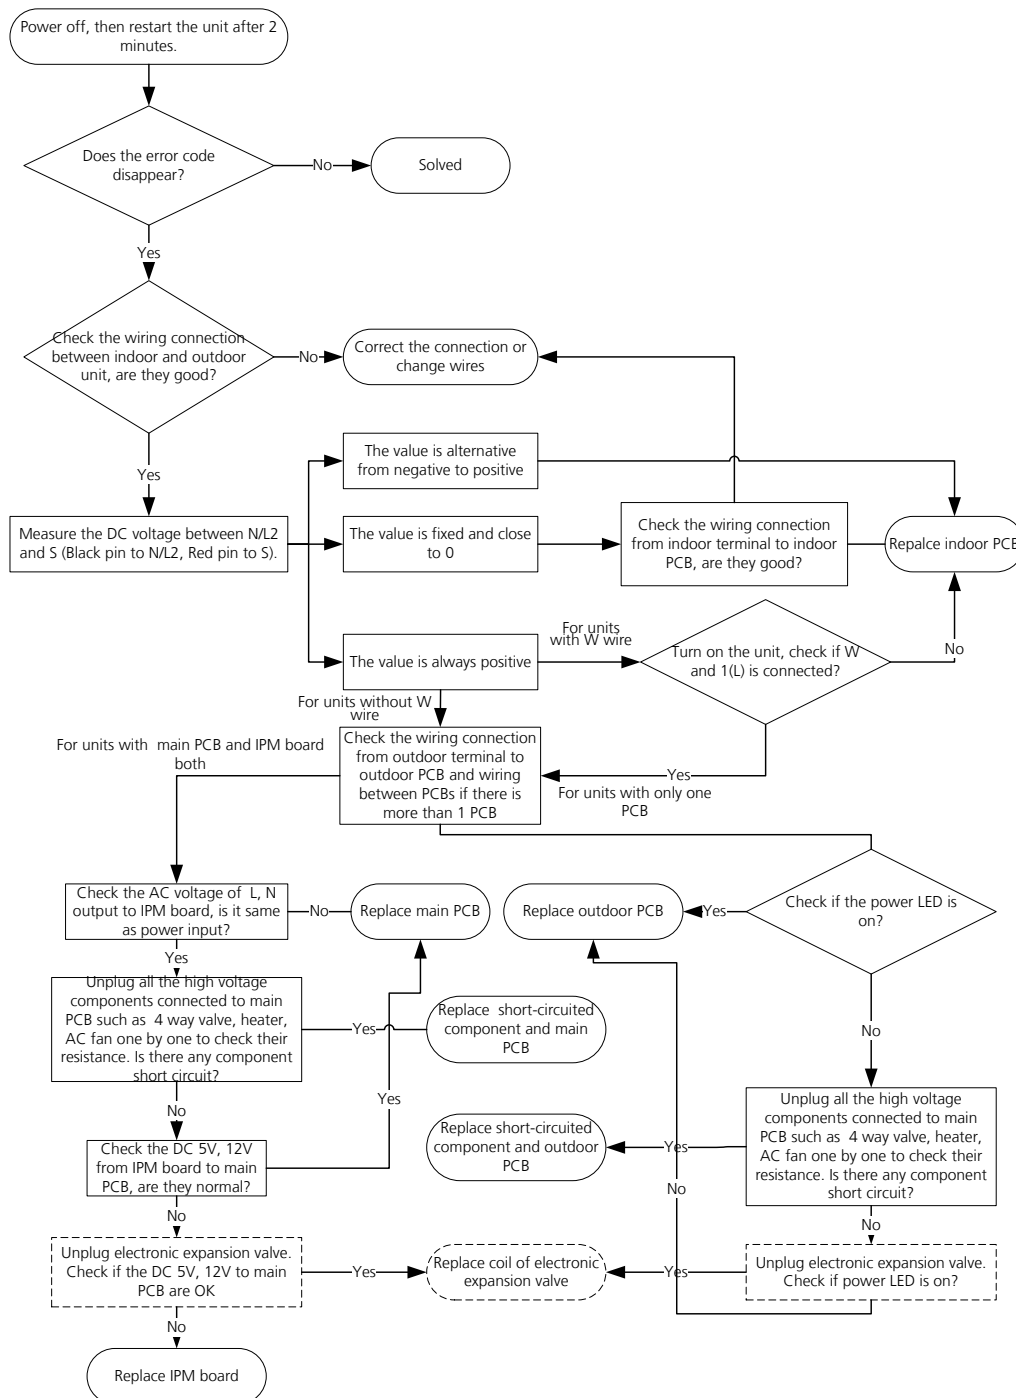 Power off, then restart the unit after 2
minutes.
Does the error code
disappear?
No
Solved
Yes
Check the wiring connection
between indoor and outdoor
unit, are they good?
No
Correct the connection or
change wires
Yes
The value is alternative
from negative to positive
Measure the DC voltage between N/L2
and S (Black pin to N/L2, Red pin to S).
The value is fixed and close
to 0
Check the wiring connection
from indoor terminal to indoor
PCB, are they good?
Repalce indoor PCB
The value is always positive
For units
with W wire
Turn on the unit, check if W
and 1(L) is connected?
No
For units without W
wire
For units with  main PCB and IPM board
both
Check the wiring connection
from outdoor terminal to
outdoor PCB and wiring
between PCBs if there is
more than 1 PCB
Yes
For units with only one
PCB
Check the AC voltage of  L, N
output to IPM board, is it same
as power input?
No
Replace main PCB
Replace outdoor PCB
Yes
Check if the power LED is
on?
Yes
Unplug all the high voltage
components connected to main
PCB such as  4 way valve, heater,
AC fan one by one to check their
resistance. Is there any component
short circuit?
Yes
Replace  short-circuited
component and main
PCB
No
Yes
No
Check the DC 5V, 12V
from IPM board to main
PCB, are they normal?
Replace short-circuited
component and outdoor
PCB
Yes
Unplug all the high voltage
components connected to main
PCB such as  4 way valve, heater,
AC fan one by one to check their
resistance. Is there any component
short circuit?
No
No
No
Unplug electronic expansion valve.
Check if the DC 5V, 12V to main
PCB are OK
Yes
Replace coil of electronic
expansion valve
Yes
Unplug electronic expansion valve.
Check if power LED is on?
No
Replace IPM board